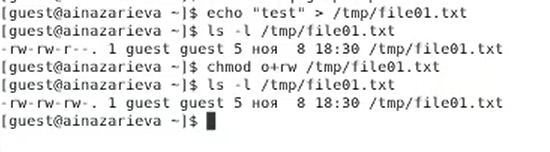 [guest@ainazarieva ~]$ echo "test" > /tmp/file01.txt
[guest@ainazarieva ~]$ ls -l /tmp/file01.txt
-rw-rw-r--. 1 guest guest 5 ноя  8 18:30 /tmp/file01.txt
[guest@ainazarieva ~]$ chmod o+rw /tmp/file01.txt
[guest@ainazarieva ~]$ ls -l /tmp/file01.txt
-rw-rw-rw-. 1 guest guest 5 ноя  8 18:30 /tmp/file01.txt
[guest@ainazarieva ~]$